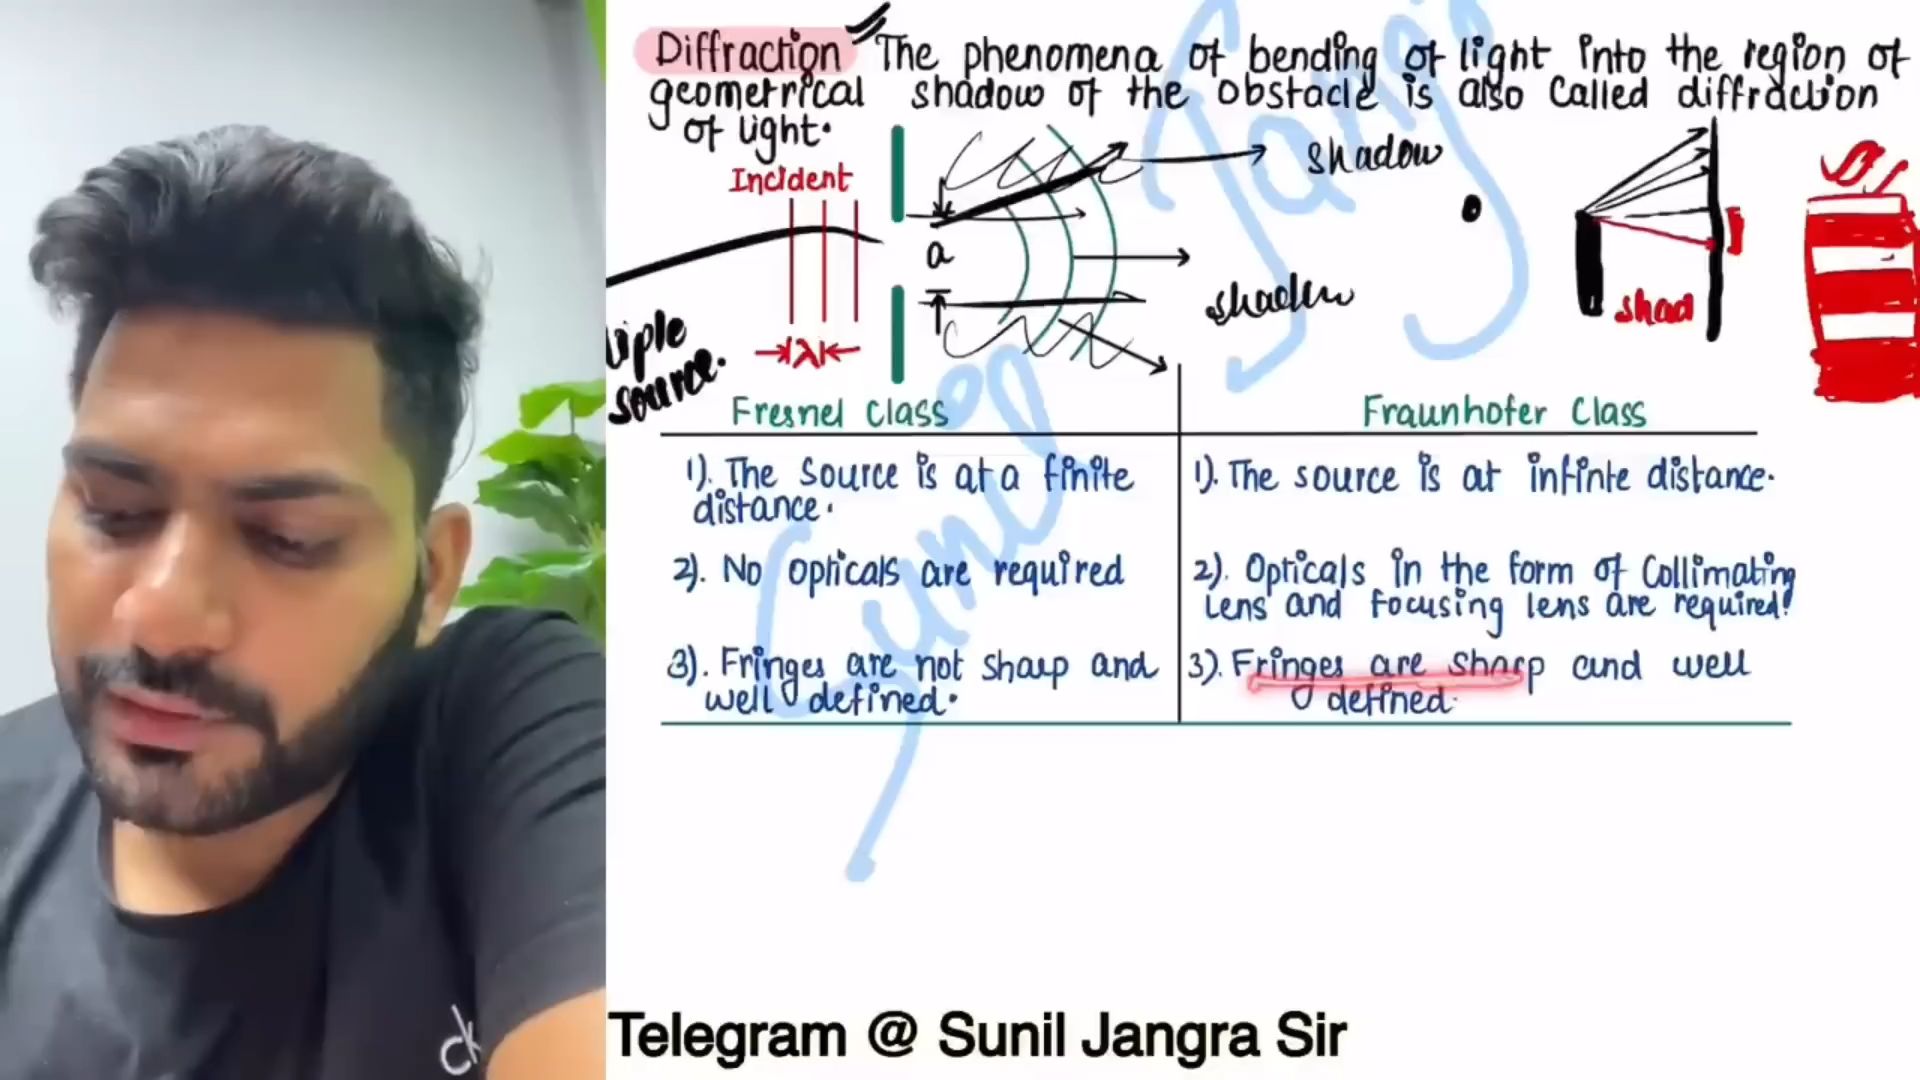 Diffraction The phenomena of bending of light into the region of
geometrical shadow of the obstacle is also called diffraction
of light.
Incident
shadow
a
shadow
shad
λ
iple
source.
Fresnel Class
1). The source is at a finite
distance.
2). No opticals are required
3). Fringes are not sharp and
well defined.
Fraunhofer Class
1). The source is at infinte distance.
2). Opticals in the form of Collimating
Lens and focusing lens are required.
3). Fringes are sharp and well
defined.
Sunil Jangra
ck
Telegram @ Sunil Jangra Sir